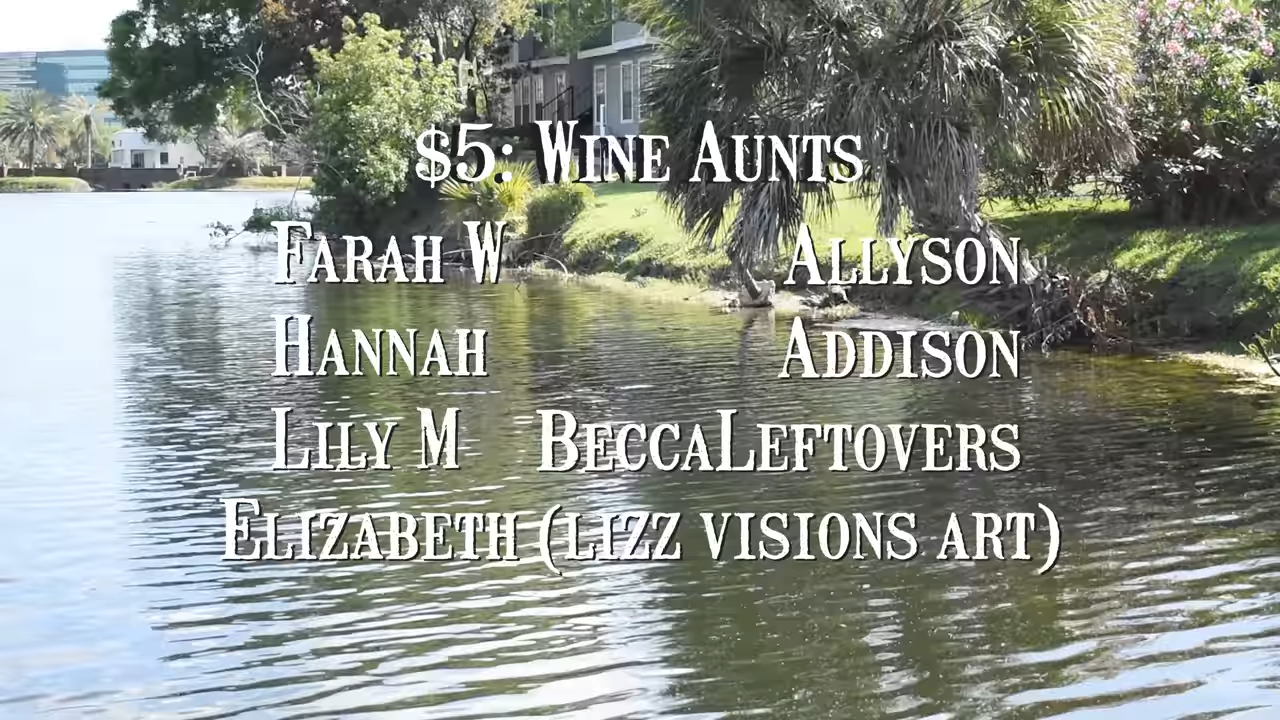 $5: Wine Aunts
Farah W Allyson
Hannah Addison
Lily M BeccaLeftovers
Elizabeth (lizz visions art)